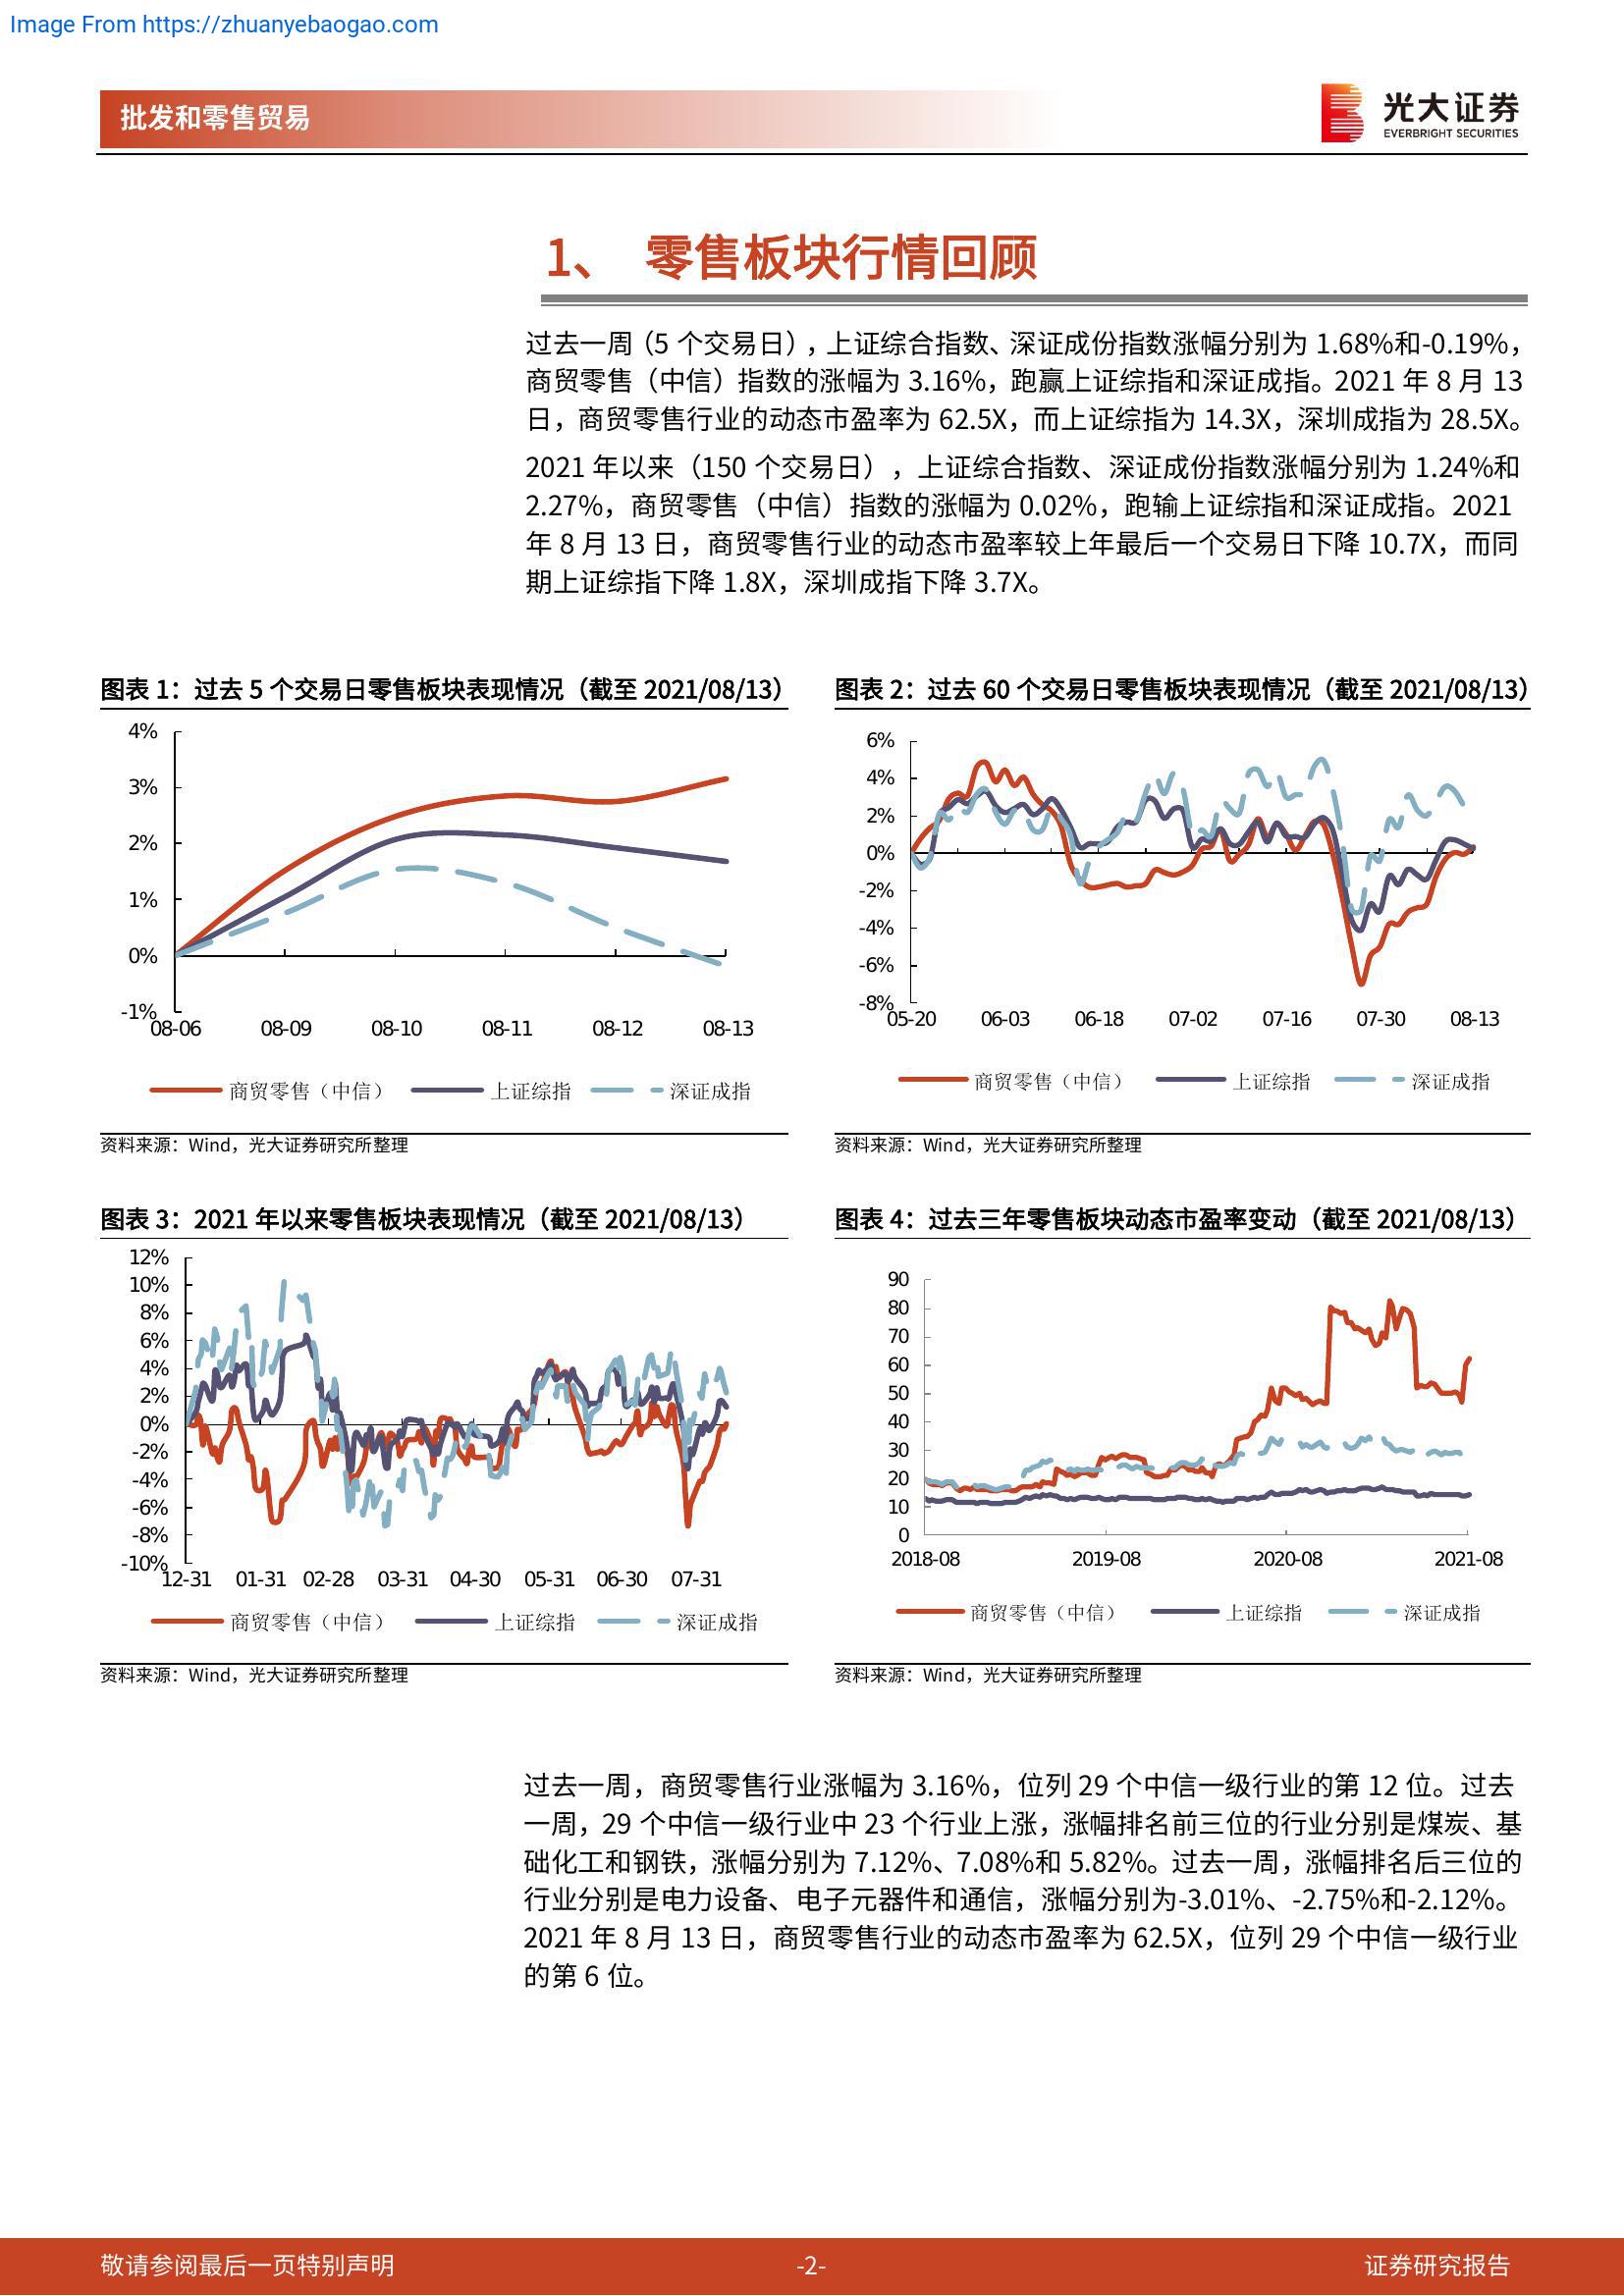 Image From https://zhuanyebaogao.com
批发和零售贸易
光大证券
EVERBRIGHT SECURITIES
1、 零售板块行情回顾
过去一周（5 个交易日），上证综合指数、深证成份指数涨幅分别为 1.68%和-0.19%，
商贸零售（中信）指数的涨幅为 3.16%，跑赢上证综指和深证成指。2021 年 8 月 13
日，商贸零售行业的动态市盈率为 62.5X，而上证综指为 14.3X，深圳成指为 28.5X。
2021 年以来（150 个交易日），上证综合指数、深证成份指数涨幅分别为 1.24%和
2.27%，商贸零售（中信）指数的涨幅为 0.02%，跑输上证综指和深证成指。2021
年 8 月 13 日，商贸零售行业的动态市盈率较上年最后一个交易日下降 10.7X，而同
期上证综指下降 1.8X，深圳成指下降 3.7X。
图表 1：过去 5 个交易日零售板块表现情况（截至 2021/08/13）
4%
3%
2%
1%
0%
-1%
08-06 08-09 08-10 08-11 08-12 08-13
商贸零售（中信） 上证综指 深证成指
资料来源：Wind，光大证券研究所整理
图表 2：过去 60 个交易日零售板块表现情况（截至 2021/08/13）
6%
4%
2%
0%
-2%
-4%
-6%
-8%
05-20 06-03 06-18 07-02 07-16 07-30 08-13
商贸零售（中信） 上证综指 深证成指
资料来源：Wind，光大证券研究所整理
图表 3：2021 年以来零售板块表现情况（截至 2021/08/13）
12%
10%
8%
6%
4%
2%
0%
-2%
-4%
-6%
-8%
-10%
12-31 01-31 02-28 03-31 04-30 05-31 06-30 07-31
商贸零售（中信） 上证综指 深证成指
资料来源：Wind，光大证券研究所整理
图表 4：过去三年零售板块动态市盈率变动（截至 2021/08/13）
90
80
70
60
50
40
30
20
10
0
2018-08 2019-08 2020-08 2021-08
商贸零售（中信） 上证综指 深证成指
资料来源：Wind，光大证券研究所整理
过去一周，商贸零售行业涨幅为 3.16%，位列 29 个中信一级行业的第 12 位。过去
一周，29 个中信一级行业中 23 个行业上涨，涨幅排名前三位的行业分别是煤炭、基
础化工和钢铁，涨幅分别为 7.12%、7.08%和 5.82%。过去一周，涨幅排名后三位的
行业分别是电力设备、电子元器件和通信，涨幅分别为-3.01%、-2.75%和-2.12%。
2021 年 8 月 13 日，商贸零售行业的动态市盈率为 62.5X，位列 29 个中信一级行业
的第 6 位。
敬请参阅最后一页特别声明 -2- 证券研究报告